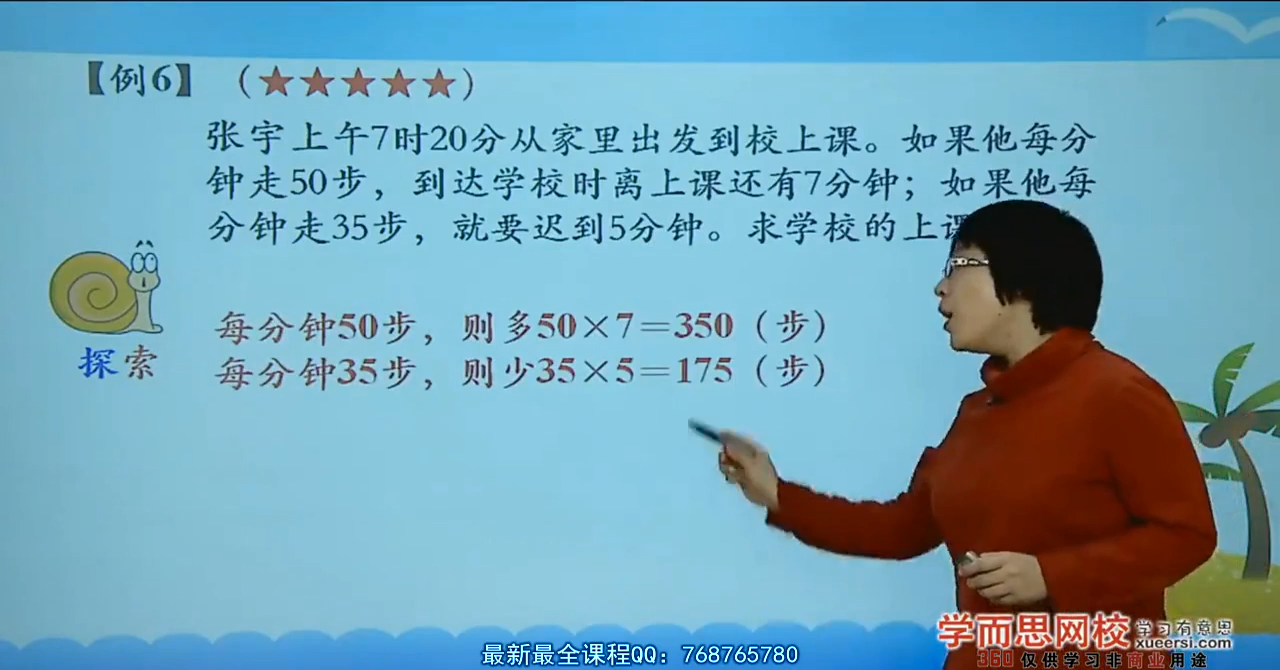 【例6】 (★★★★★)
张宇上午7时20分从家里出发到校上课。如果他每分
钟走50步，到达学校时离上课还有7分钟；如果他每
分钟走35步，就要迟到5分钟。求学校的上课
每分钟50步，则多50×7＝350（步）
每分钟35步，则少35×5＝175（步）
探索
学而思网校 学习有意思
xueersi.com
最新最全课程QQ：768765780
360 仅供学习非商业用途